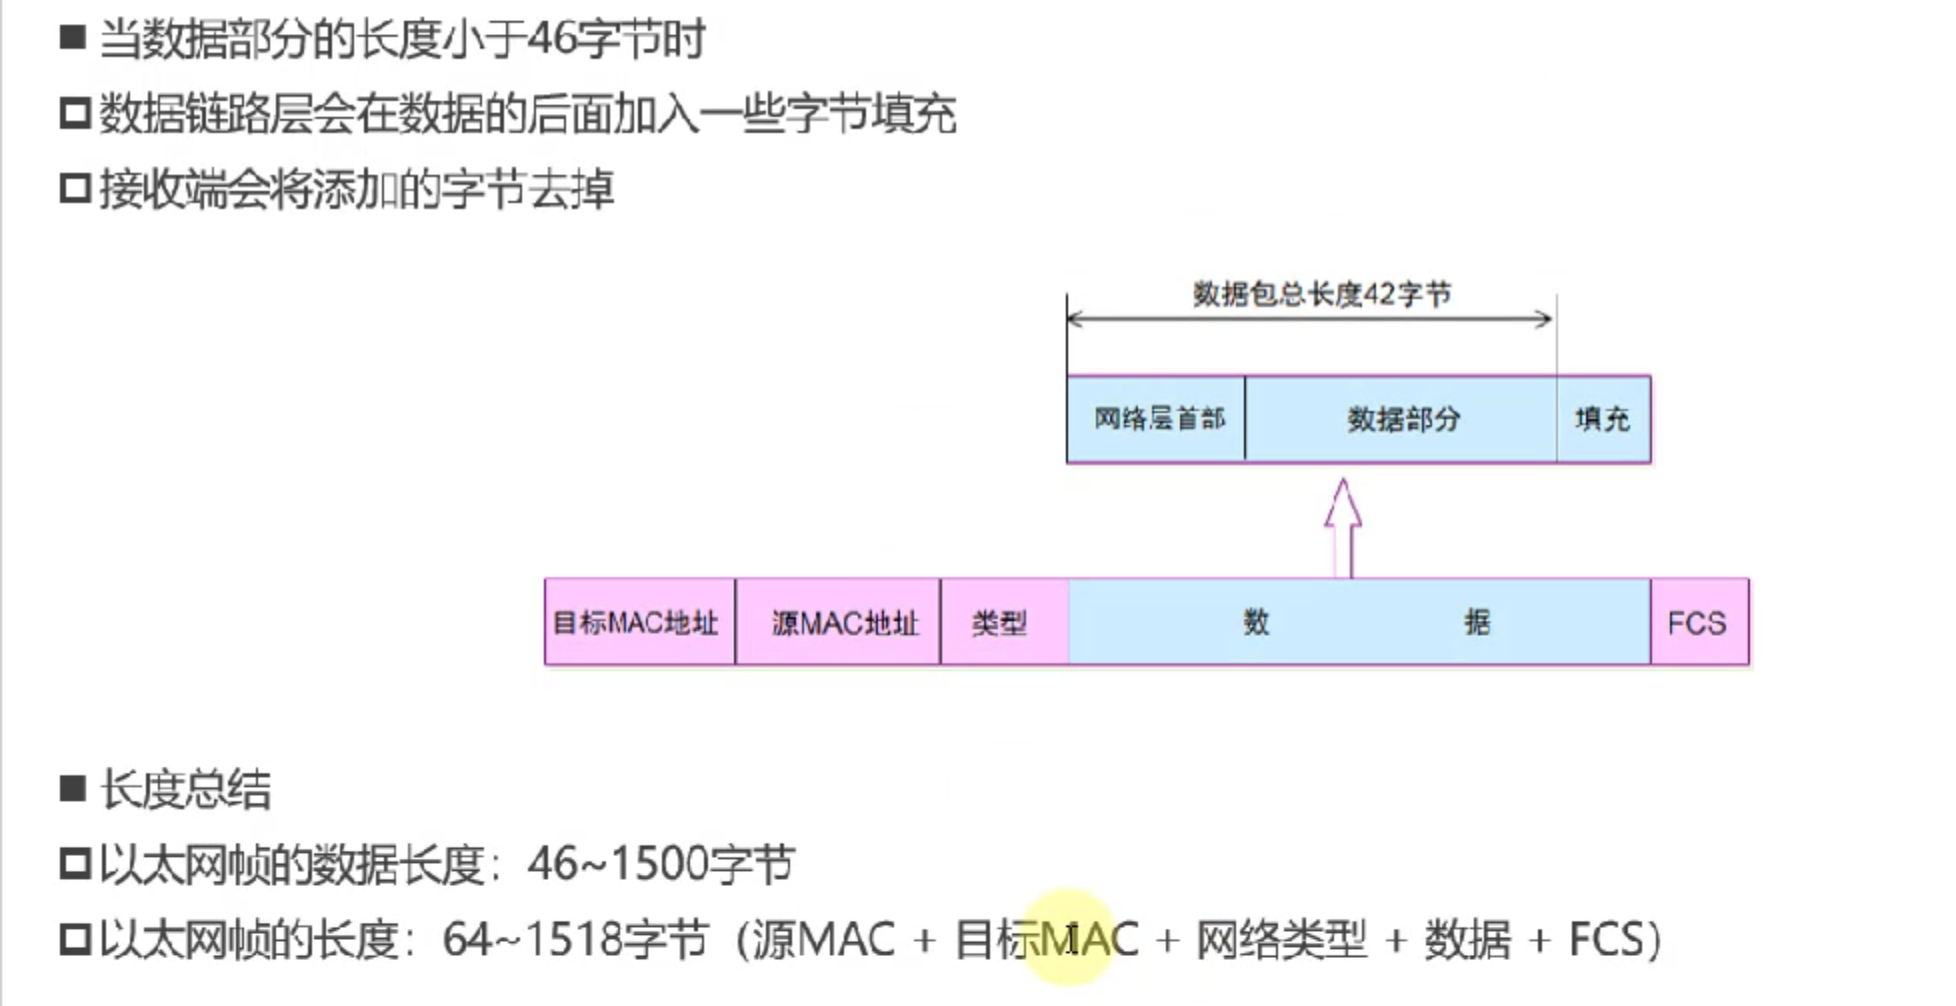 当数据部分的长度小于46字节时
数据链路层会在数据的后面加入一些字节填充
接收端会将添加的字节去掉
数据包总长度42字节
网络层首部 数据部分 填充
目标MAC地址 源MAC地址 类型 数 据 FCS
长度总结
以太网帧的数据长度：46~1500字节
以太网帧的长度：64~1518字节（源MAC + 目标MAC + 网络类型 + 数据 + FCS）